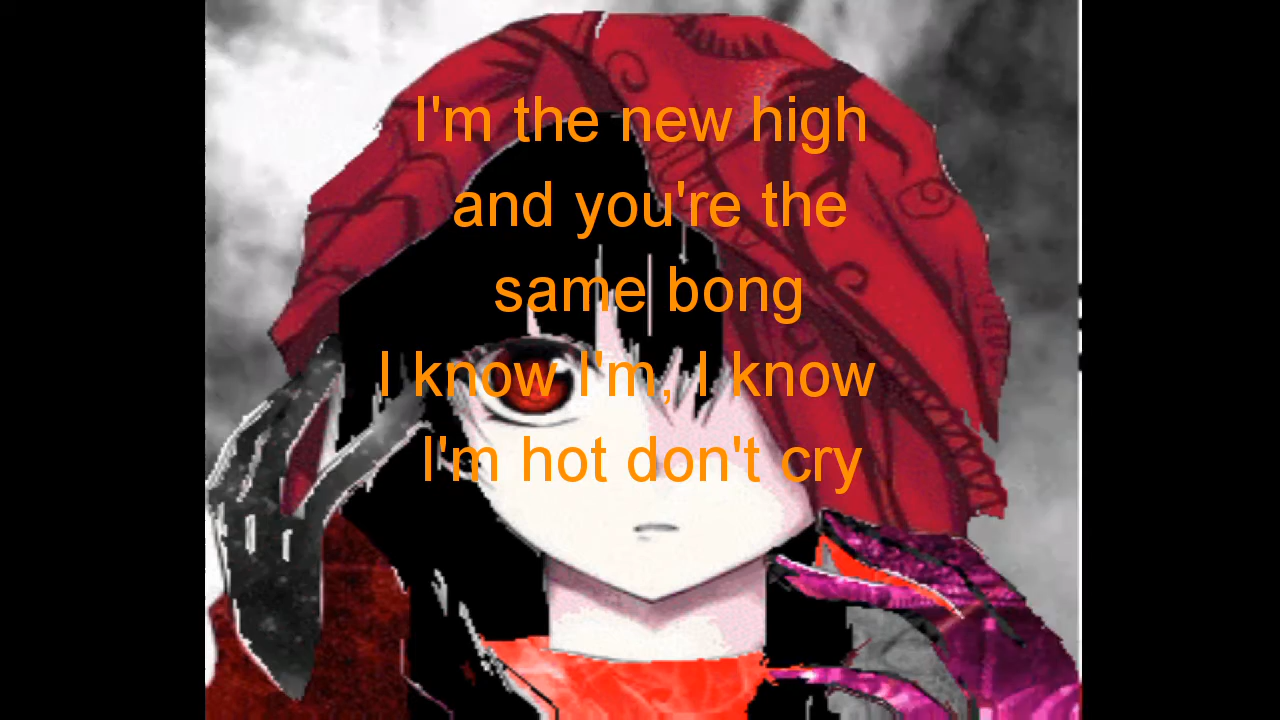 I'm the new high
and you're the
same bong
I know I'm, I know
I'm hot don't cry